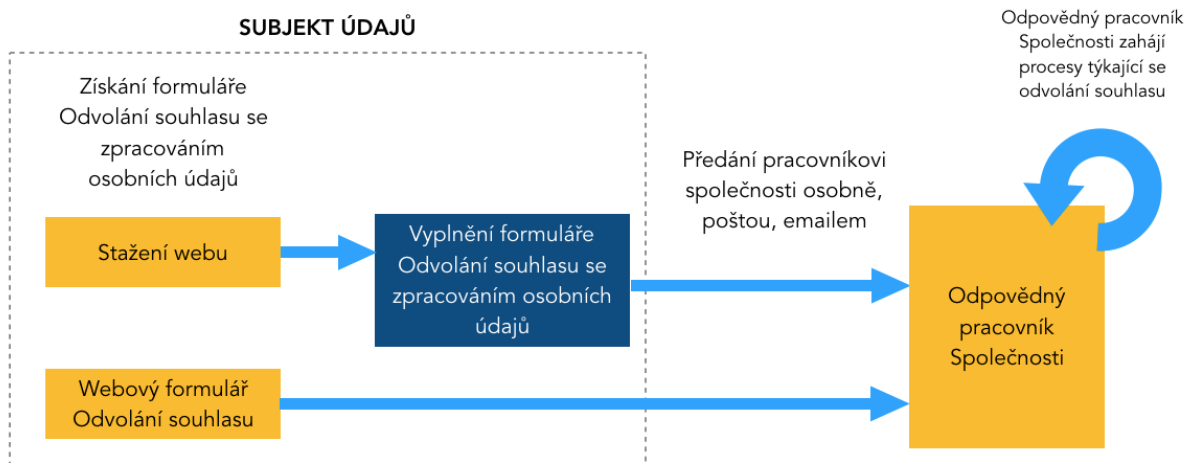 SUBJEKT ÚDAJŮ
Odpovědný pracovník
Společnosti zahájí
procesy týkající se
odvolání souhlasu
Získání formuláře
Odvolání souhlasu se
zpracováním
osobních údajů
Předání pracovníkovi
společnosti osobně,
poštou, emailem
Stažení webu
Vyplnění formuláře
Odvolání souhlasu se
zpracováním osobních
údajů
Odpovědný
pracovník
Společnosti
Webový formulář
Odvolání souhlasu